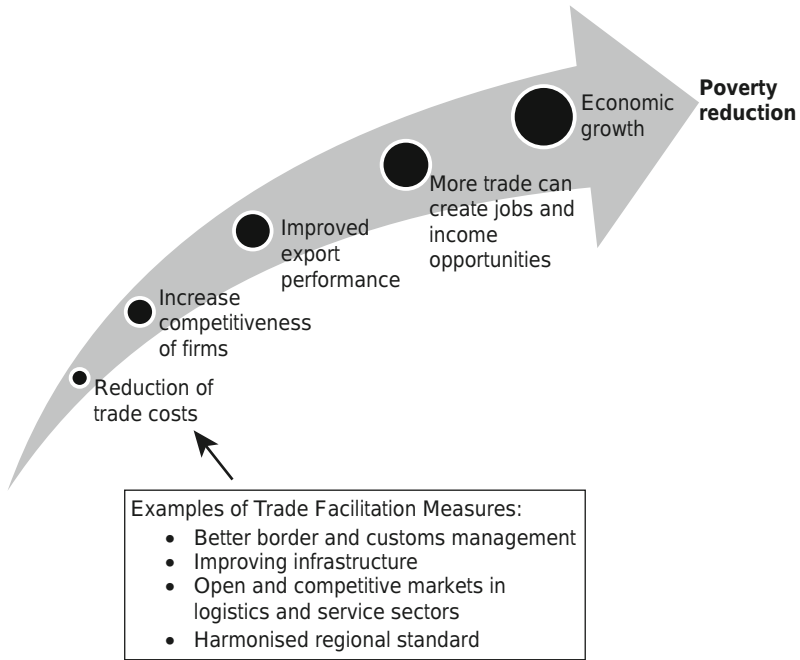 Poverty
reduction
Economic
growth
More trade can
create jobs and
income
opportunities
Improved
export
performance
Increase
competitiveness
of firms
Reduction of
trade costs
Examples of Trade Facilitation Measures:
• Better border and customs management
• Improving infrastructure
• Open and competitive markets in
logistics and service sectors
• Harmonised regional standard